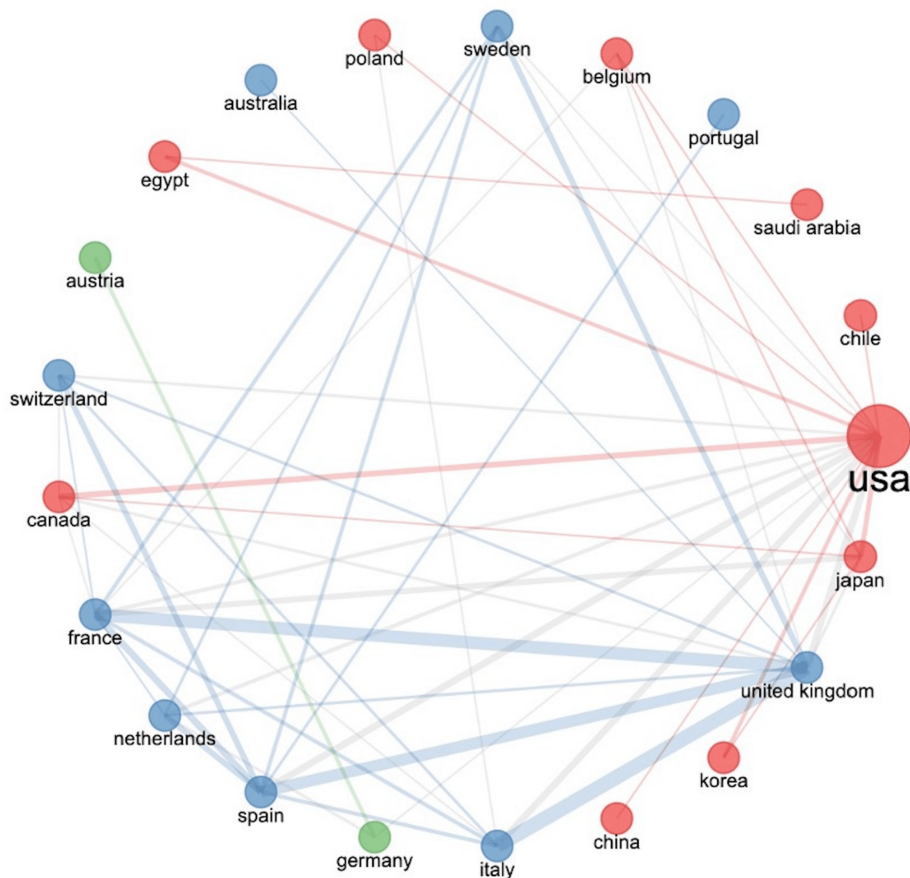 sweden
poland
belgium
australia
portugal
egypt
saudi arabia
austria
chile
switzerland
usa
canada
japan
france
united kingdom
netherlands
korea
spain
china
germany
italy